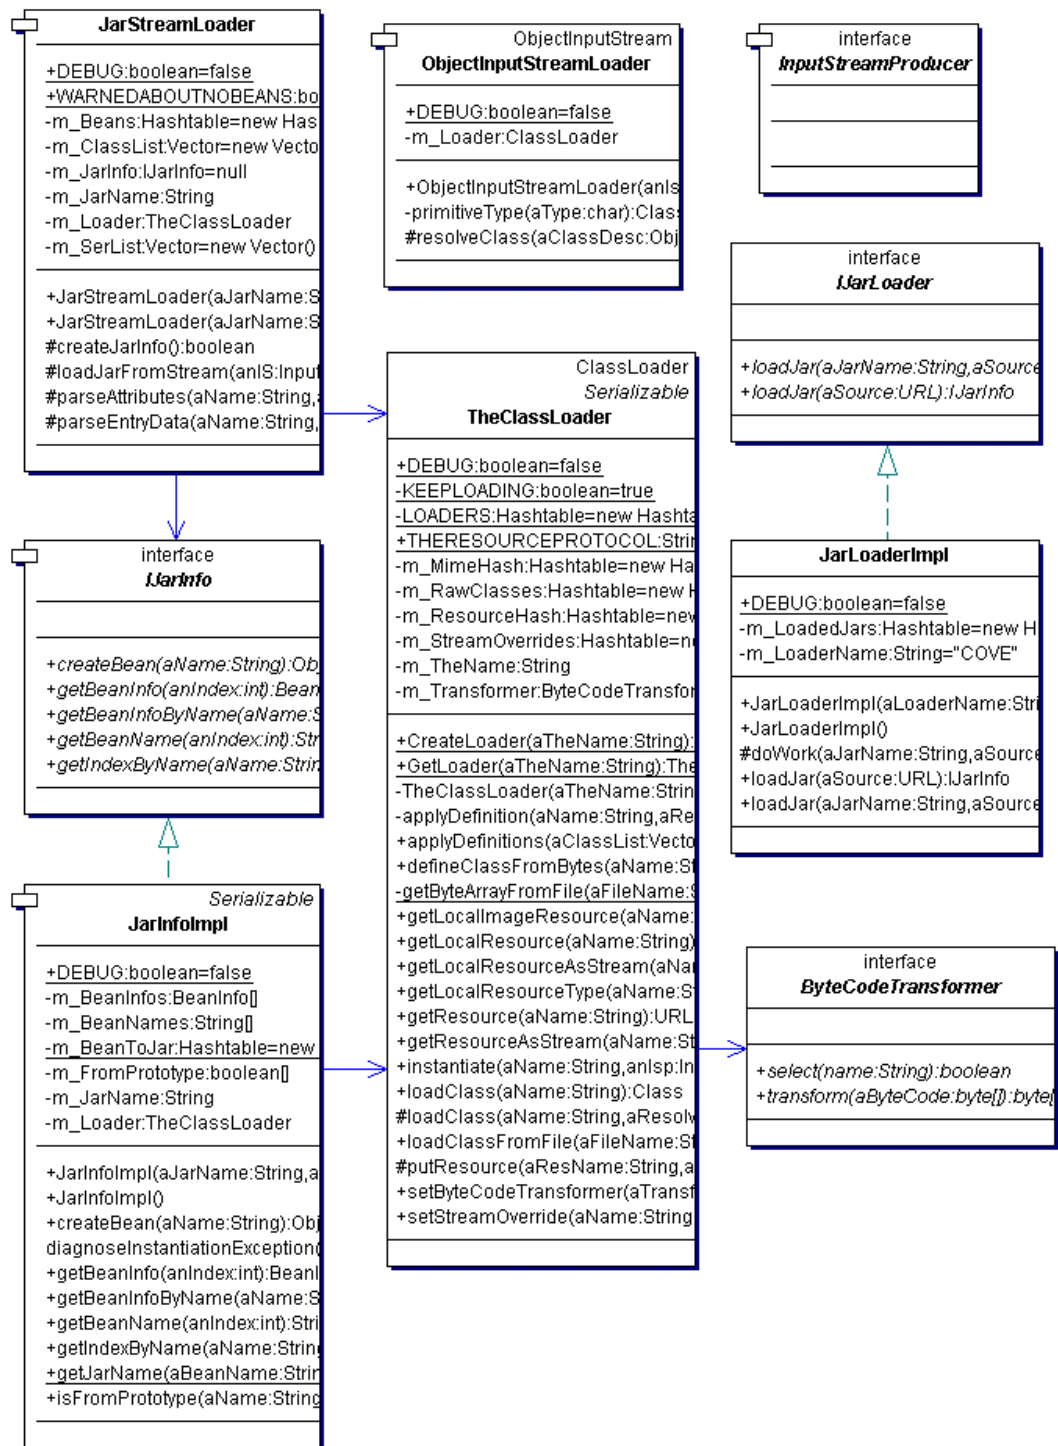 JarStreamLoader
+DEBUG:boolean=false
+WARNEDABOUTNOBEANS:bo
-m_Beans:Hashtable=new Has
-m_ClassList:Vector=new Vecto
-m_JarInfo:IJarInfo=null
-m_JarName:String
-m_Loader:TheClassLoader
-m_SerList:Vector=new Vector()
+JarStreamLoader(aJarName:S
+JarStreamLoader(aJarName:S
#createJarInfo():boolean
#loadJarFromStream(anIS:Input
#parseAttributes(aName:String,a
#parseEntryData(aName:String,
ObjectInputStream
ObjectInputStreamLoader
+DEBUG:boolean=false
-m_Loader:ClassLoader
+ObjectInputStreamLoader(anIs
-primitiveType(aType:char):Class
#resolveClass(aClassDesc:Obj
interface
InputStreamProducer
interface
IJarLoader
+loadJar(aJarName:String,aSource
+loadJar(aSource:URL):IJarInfo
ClassLoader
Serializable
TheClassLoader
+DEBUG:boolean=false
-KEEPLOADING:boolean=true
-LOADERS:Hashtable=new Hashta
+THERESOURCEPROTOCOL:Strin
-m_MimeHash:Hashtable=new Ha
-m_RawClasses:Hashtable=new H
-m_ResourceHash:Hashtable=new
-m_StreamOverrides:Hashtable=ne
-m_TheName:String
-m_Transformer:ByteCodeTransfor
+CreateLoader(aTheName:String):
+GetLoader(aTheName:String):The
-TheClassLoader(aTheName:Strin
-applyDefinition(aName:String,aRe
+applyDefinitions(aClassList:Vecto
+defineClassFromBytes(aName:St
-getByteArrayFromFile(aFileName:S
+getLocalImageResource(aName:
+getLocalResource(aName:String)
+getLocalResourceAsStream(aNar
+getLocalResourceType(aName:St
+getResource(aName:String):URL
+getResourceAsStream(aName:St
+instantiate(aName:String,anIsp:In
+loadClass(aName:String):Class
#loadClass(aName:String,aResolv
+loadClassFromFile(aFileName:St
#putResource(aResName:String,a
+setByteCodeTransformer(aTransf
+setStreamOverride(aName:String
interface
IJarInfo
+createBean(aName:String):Obj
+getBeanInfo(anIndex:int):Bean
+getBeanInfoByName(aName:S
+getBeanName(anIndex:int):Str
+getIndexByName(aName:Strin
JarLoaderImpl
+DEBUG:boolean=false
-m_LoadedJars:Hashtable=new H
-m_LoaderName:String="COVE"
+JarLoaderImpl(aLoaderName:Stri
+JarLoaderImpl()
#doWork(aJarName:String,aSource
+loadJar(aSource:URL):IJarInfo
+loadJar(aJarName:String,aSource
Serializable
JarInfoImpl
+DEBUG:boolean=false
-m_BeanInfos:BeanInfo[]
-m_BeanNames:String[]
-m_BeanToJar:Hashtable=new
-m_FromPrototype:boolean[]
-m_JarName:String
-m_Loader:TheClassLoader
+JarInfoImpl(aJarName:String,a
+JarInfoImpl()
+createBean(aName:String):Obj
diagnoseInstantiationException(
+getBeanInfo(anIndex:int):BeanI
+getBeanInfoByName(aName:S
+getBeanName(anIndex:int):Stri
+getIndexByName(aName:String
+getJarName(aBeanName:Strin
+isFromPrototype(aName:String
interface
ByteCodeTransformer
+select(name:String):boolean
+transform(aByteCode:byte[]):byte[